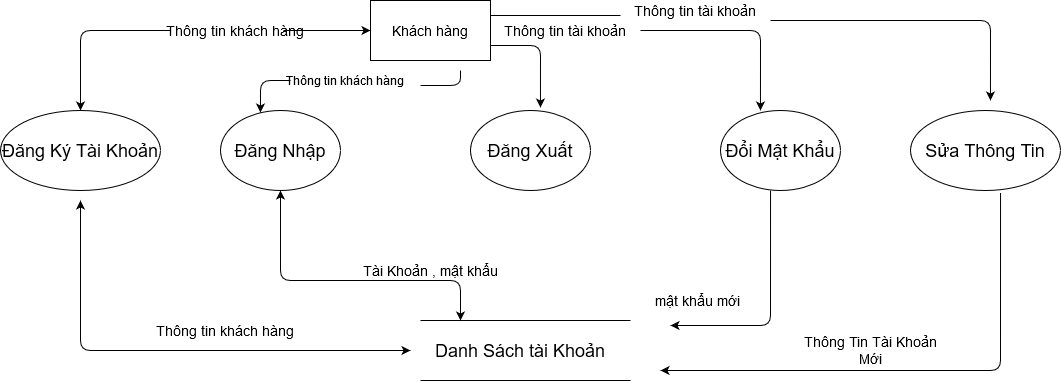 Thông tin tài khoản
Thông tin khách hàng
Khách hàng
Thông tin tài khoản
Thông tin khách hàng
Đăng Ký Tài Khoản
Đăng Nhập
Đăng Xuất
Đổi Mật Khẩu
Sửa Thông Tin
Tài Khoản , mật khẩu
mật khẩu mới
Thông tin khách hàng
Thông Tin Tài Khoản
Mới
Danh Sách tài Khoản